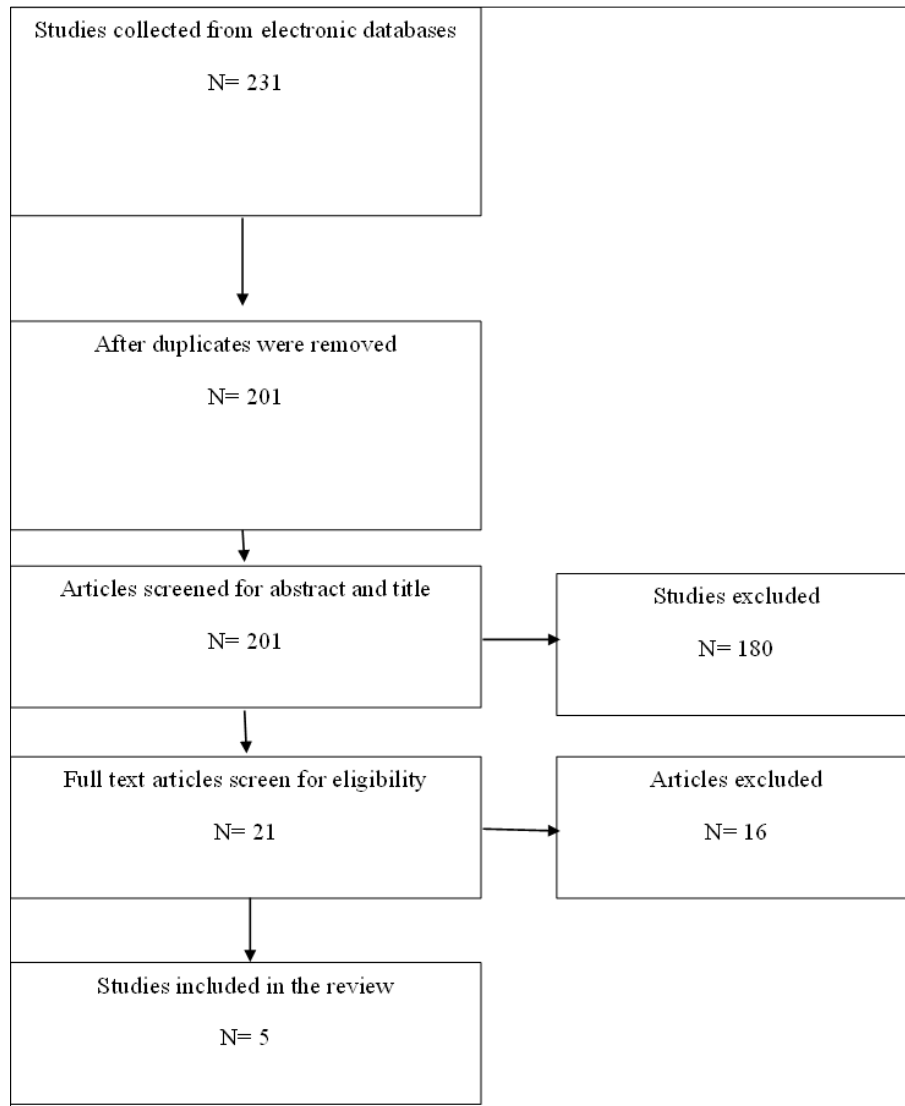 Studies collected from electronic databases
N= 231
After duplicates were removed
N= 201
Articles screened for abstract and title
N= 201
Studies excluded
N= 180
Full text articles screen for eligibility
N= 21
Articles excluded
N= 16
Studies included in the review
N= 5